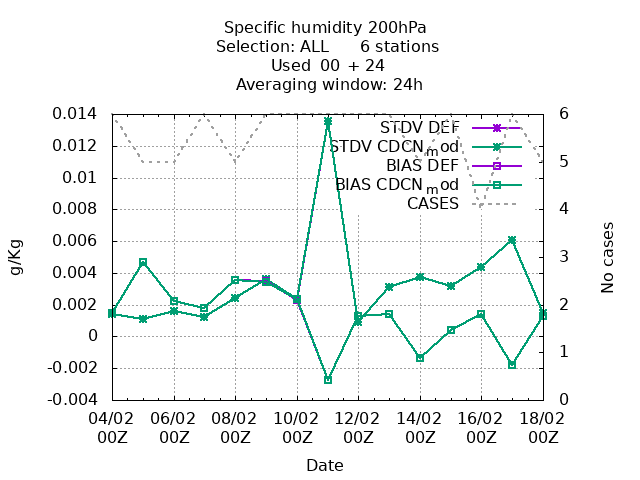 Specific humidity 200hPa
Selection: ALL 6 stations
Used 00 + 24
Averaging window: 24h
0.014
0.012
0.01
0.008
0.006
0.004
0.002
0
-0.002
-0.004
g/Kg
STDV DEF
STDV CDCN_mod
BIAS DEF
BIAS CDCN_mod
CASES
6
5
4
3
2
1
0
No cases
04/02 06/02 08/02 10/02 12/02 14/02 16/02 18/02
00Z 00Z 00Z 00Z 00Z 00Z 00Z 00Z
Date